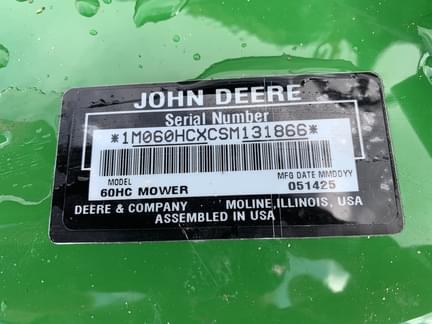 JOHN DEERE
Serial Number
*1M060HCXCSM131866*
MODEL MFG DATE MMDDYY
60HC MOWER 051425
DEERE & COMPANY MOLINE, ILLINOIS, USA
ASSEMBLED IN USA